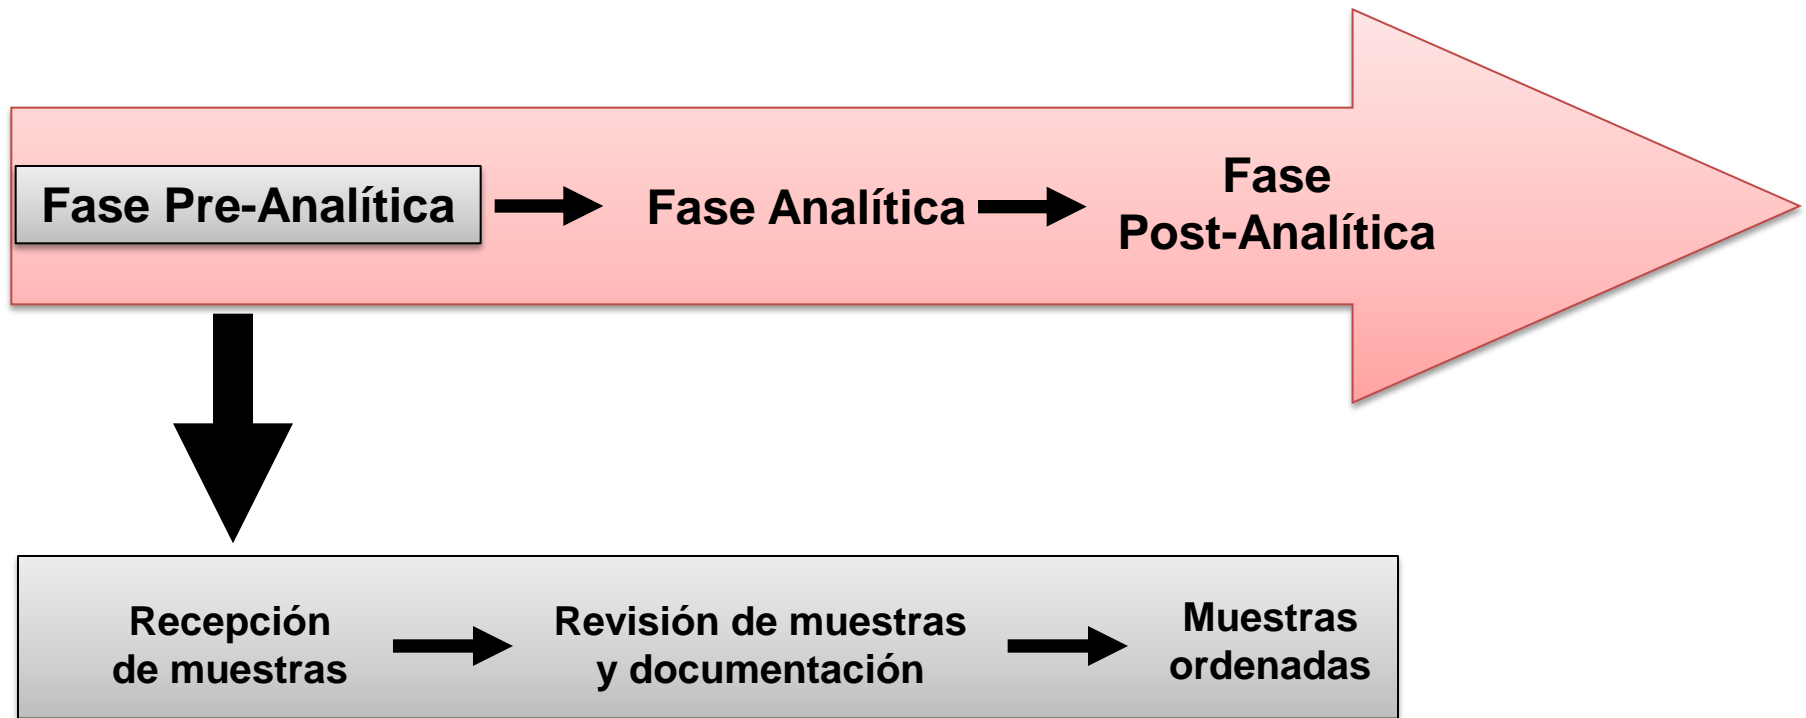 Fase Pre-Analítica
Fase Analítica
Fase
Post-Analítica
Recepción
de muestras
Revisión de muestras
y documentación
Muestras
ordenadas